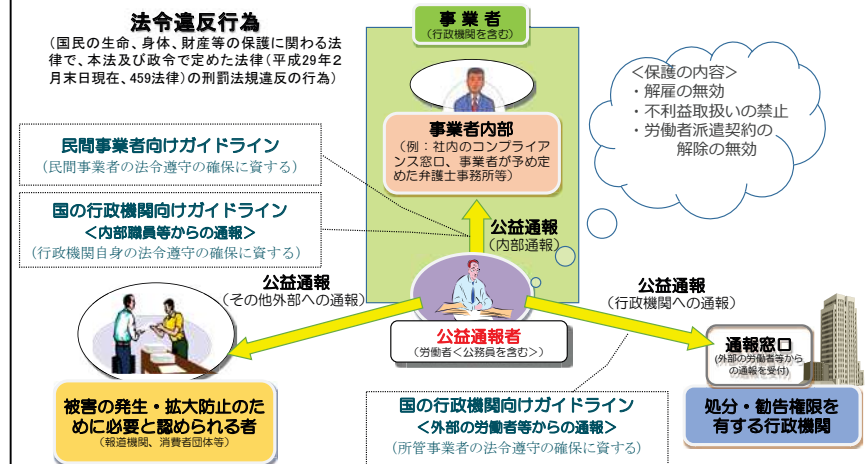 法令違反行為
(国民の生命、身体、財産等の保護に関わる法
律で、本法及び政令で定めた法律(平成29年2
月末日現在、459法律)の刑罰法規違反の行為)
事業者
(行政機関を含む)
事業者内部
(例:社内のコンプライア
ンス窓口、事業者が予め定
めた弁護士事務所等)
<保護の内容>
・解雇の無効
・不利益取扱いの禁止
・労働者派遣契約の
解除の無効
民間事業者向けガイドライン
(民間事業者の法令遵守の確保に資する)
国の行政機関向けガイドライン
<内部職員等からの通報>
(行政機関自身の法令遵守の確保に資する)
公益通報
(内部通報)
公益通報
(その他外部への通報)
公益通報
(行政機関への通報)
公益通報者
(労働者<公務員を含む>)
通報窓口
(外部の労働者等から
の通報を受付)
被害の発生・拡大防止のた
めに必要と認められる者
(報道機関、消費者団体等)
国の行政機関向けガイドライン
<外部の労働者等からの通報>
(所管事業者の法令遵守の確保に資する)
処分・勧告権限を
有する行政機関